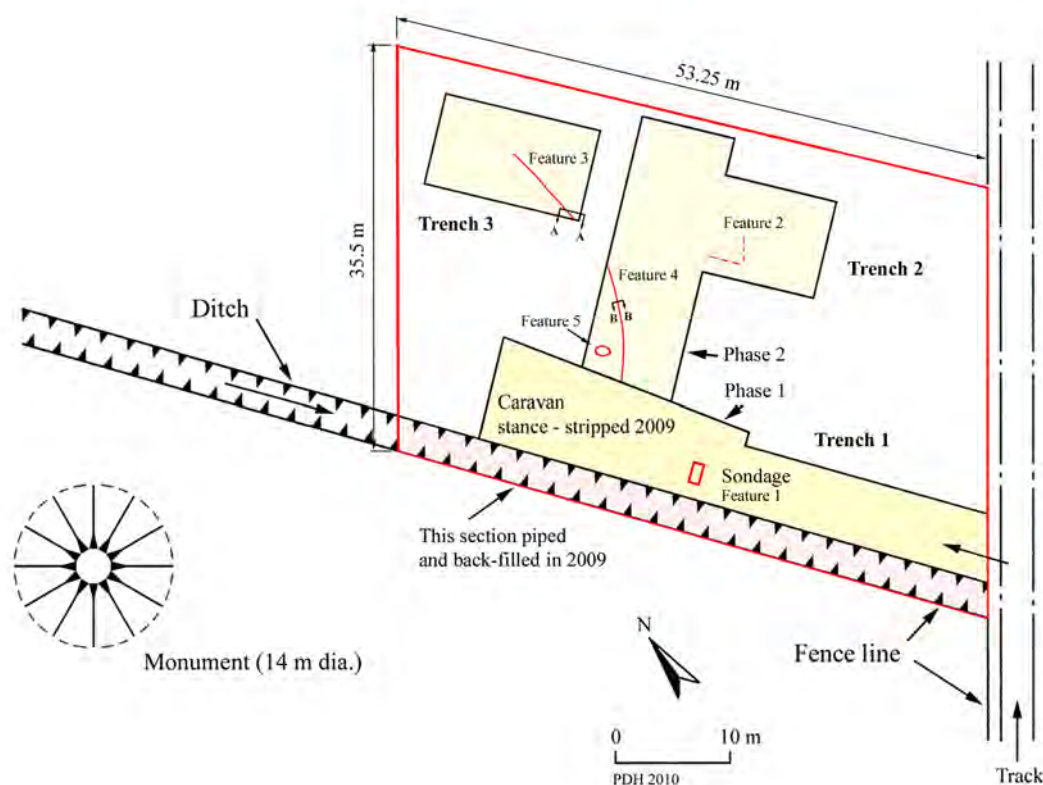 53.25 m
35.5 m
Feature 3
Trench 3
A A
Feature 2
Trench 2
Feature 4
B B
Feature 5
Ditch
Phase 2
Phase 1
Caravan
stance - stripped 2009
Trench 1
Sondage
Feature 1
This section piped
and back-filled in 2009
N
Monument (14 m dia.)
Fence line
0 10 m
PDH 2010
Track